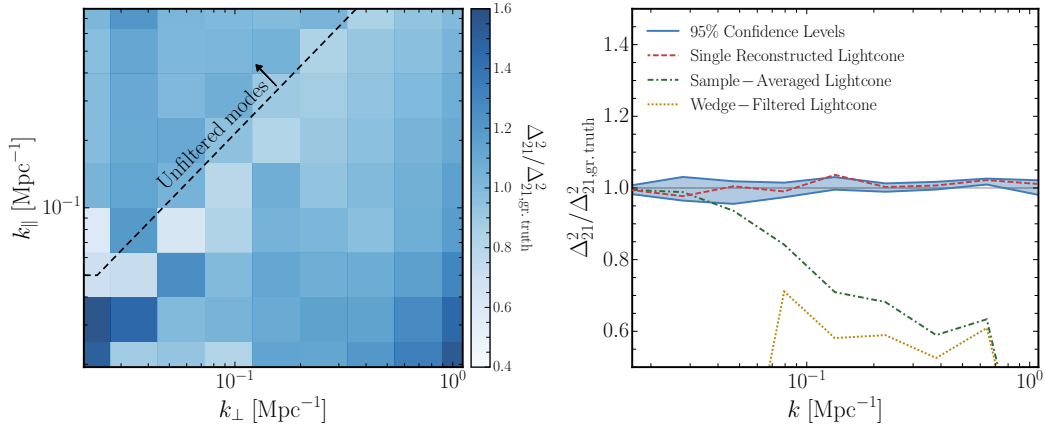 Unfiltered modes
k∥ [Mpc⁻¹]
10⁻¹
10⁻¹
10⁰
k⊥ [Mpc⁻¹]
1.6
1.4
1.2
1.0
0.8
0.6
0.4
Δ²₂₁/Δ²₂₁,gr. truth
95% Confidence Levels
Single Reconstructed Lightcone
Sample−Averaged Lightcone
Wedge−Filtered Lightcone
Δ²₂₁/Δ²₂₁,gr. truth
1.4
1.2
1.0
0.8
0.6
10⁻¹
10⁰
k [Mpc⁻¹]